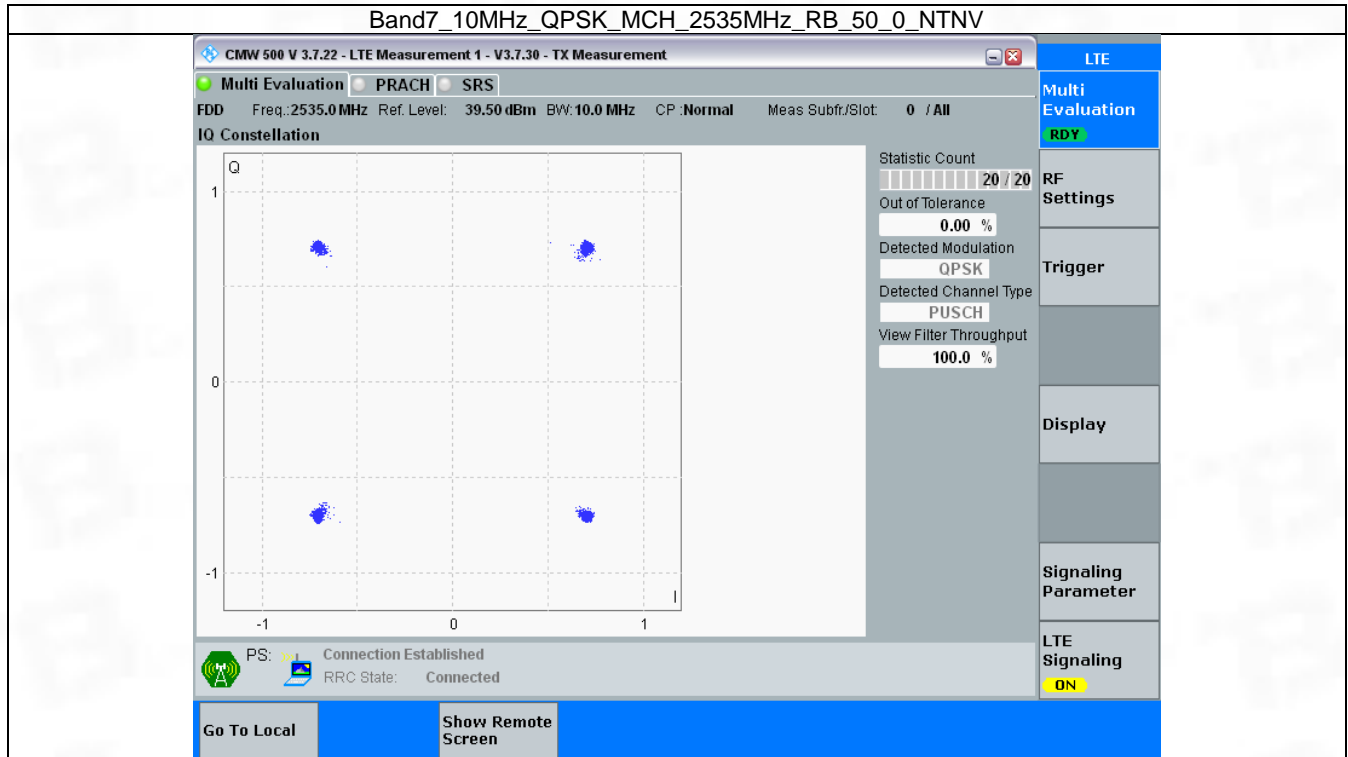 Band7_10MHz_QPSK_MCH_2535MHz_RB_50_0_NTNV
CMW 500 V 3.7.22 - LTE Measurement 1 - V3.7.30 - TX Measurement
LTE
Multi Evaluation PRACH SRS
FDD Freq.:2535.0 MHz Ref. Level: 39.50 dBm BW:10.0 MHz CP :Normal Meas Subfr./Slot: 0 / All
IQ Constellation
Q
1
0
-1
-1 0 1
I
Statistic Count
20 / 20
Out of Tolerance
0.00 %
Detected Modulation
QPSK
Detected Channel Type
PUSCH
View Filter Throughput
100.0 %
Multi
Evaluation
RDY
RF
Settings
Trigger
Display
Signaling
Parameter
LTE
Signaling
ON
PS: Connection Established
RRC State: Connected
Go To Local
Show Remote
Screen